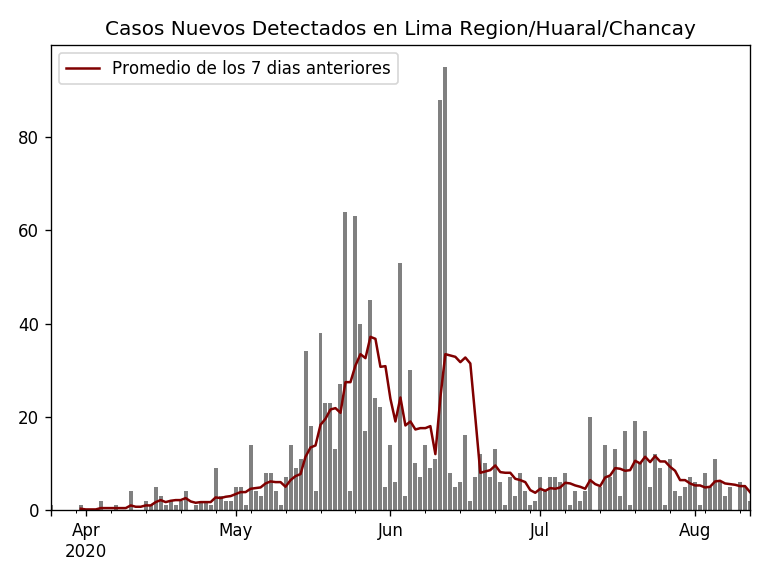 Casos Nuevos Detectados en Lima Region/Huaral/Chancay
Promedio de los 7 dias anteriores
80
60
40
20
0
Apr
May
Jun
Jul
Aug
2020